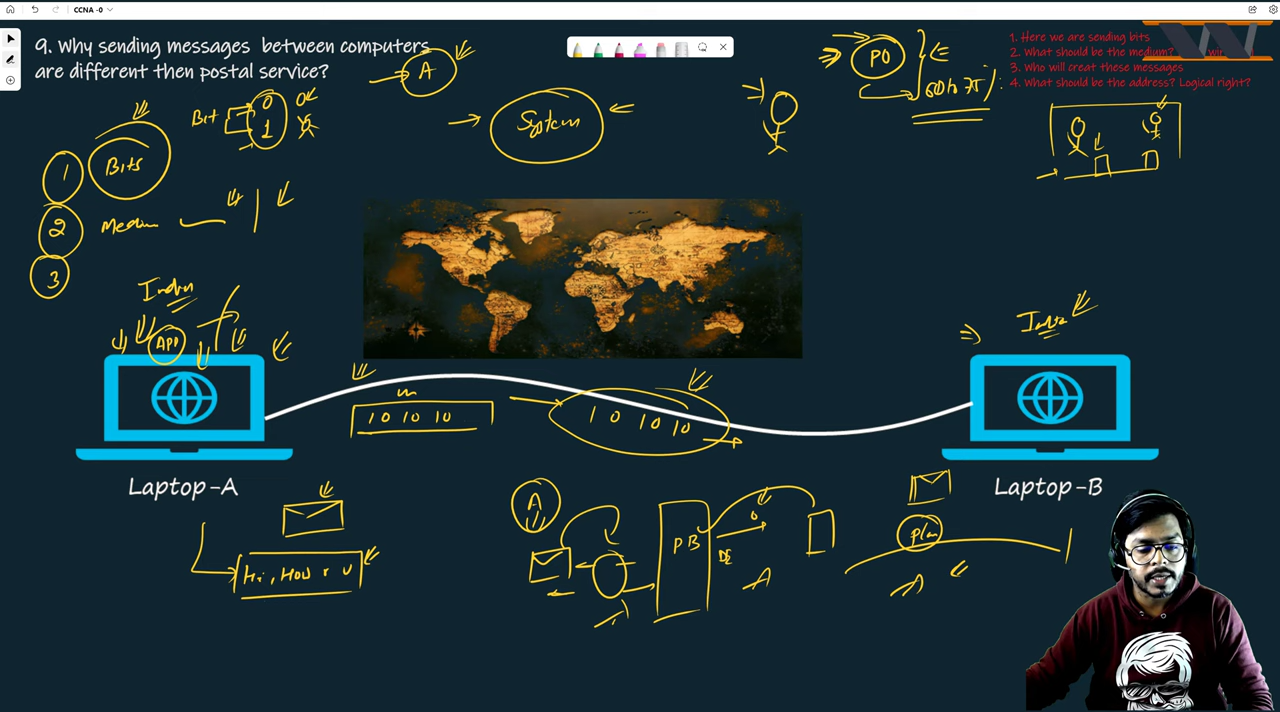 CCNA -0
9. Why sending messages between computers
are different then postal service?
1. Here we are sending bits
2. What should be the medium?
3. Who will creat these messages
4. What should be the address? Logical right?
A
PO
System
Bit
0
1
0
1
Bits
2
Medium
3
APP
10 10 10
1 0 10 10
Laptop-A
Laptop-B
A
PB
plan
Hi, How r u